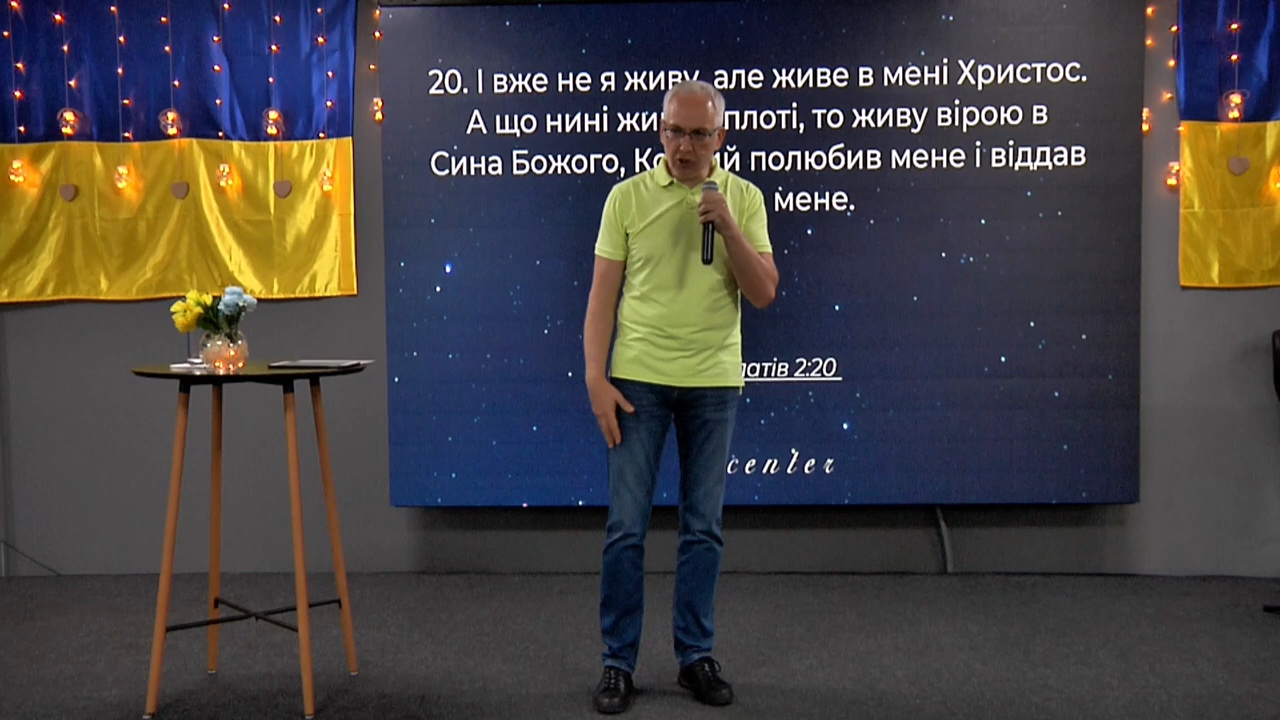 20. І вже не я живу, але живе в мені Христос.
А що нині плоті, то живу вірою в
Сина Божого, полюбив мене і віддав
мене.
2:20
center